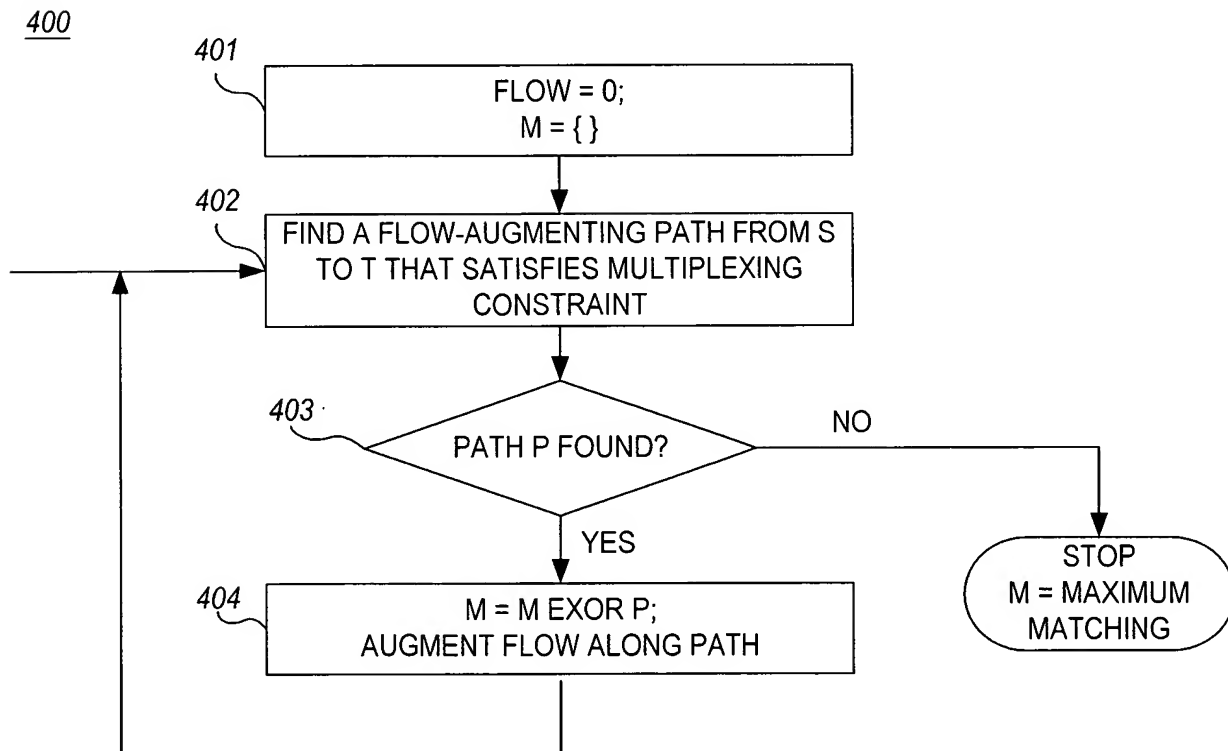 400
401
FLOW = 0;
M = { }
402
FIND A FLOW-AUGMENTING PATH FROM S
TO T THAT SATISFIES MULTIPLEXING
CONSTRAINT
403
PATH P FOUND?
NO
YES
STOP
M = MAXIMUM
MATCHING
404
M = M EXOR P;
AUGMENT FLOW ALONG PATH